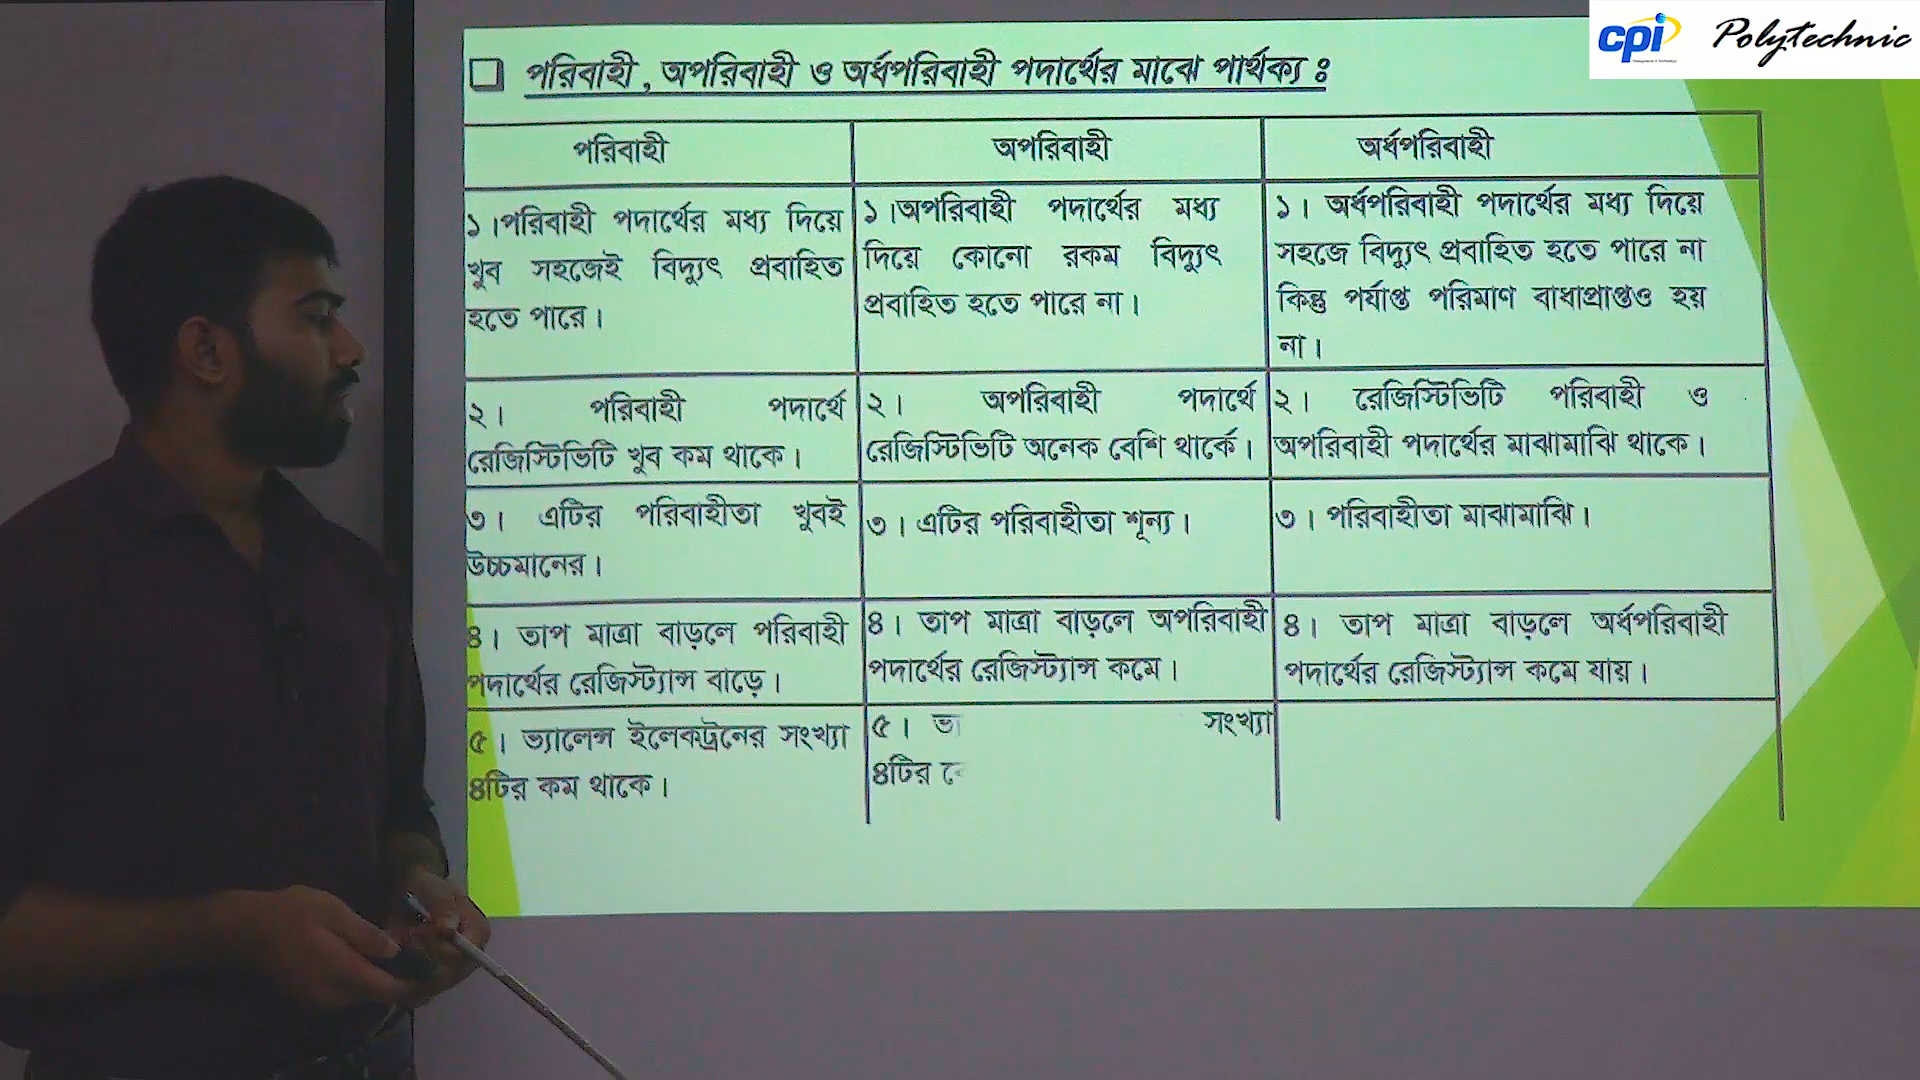 cpi Polytechnic
পরিবাহী , অপরিবাহী ও অর্ধপরিবাহী পদার্থের মাঝে পার্থক্য ঃ
পরিবাহী
অপরিবাহী
অর্ধপরিবাহী
১।পরিবাহী পদার্থের মধ্য দিয়ে
খুব সহজেই বিদ্যুৎ প্রবাহিত
হতে পারে।
১।অপরিবাহী পদার্থের মধ্য
দিয়ে কোনো রকম বিদ্যুৎ
প্রবাহিত হতে পারে না।
১। অর্ধপরিবাহী পদার্থের মধ্য দিয়ে
সহজে বিদ্যুৎ প্রবাহিত হতে পারে না
কিন্তু পর্যাপ্ত পরিমাণ বাধাপ্রাপ্তও হয়
না।
২। পরিবাহী পদার্থে
রেজিস্টিভিটি খুব কম থাকে।
২। অপরিবাহী পদার্থে
রেজিস্টিভিটি অনেক বেশি থার্কে।
২। রেজিস্টিভিটি পরিবাহী ও
অপরিবাহী পদার্থের মাঝামাঝি থাকে।
৩। এটির পরিবাহীতা খুবই
উচ্চমানের।
৩। এটির পরিবাহীতা শূন্য।
৩। পরিবাহীতা মাঝামাঝি।
৪। তাপ মাত্রা বাড়লে পরিবাহী
পদার্থের রেজিস্ট্যান্স বাড়ে।
৪। তাপ মাত্রা বাড়লে অপরিবাহী
পদার্থের রেজিস্ট্যান্স কমে।
৪। তাপ মাত্রা বাড়লে অর্ধপরিবাহী
পদার্থের রেজিস্ট্যান্স কমে যায়।
৫। ভ্যালেন্স ইলেকট্রনের সংখ্যা
৪টির কম থাকে।
৫। সংখ্যা
৪টির